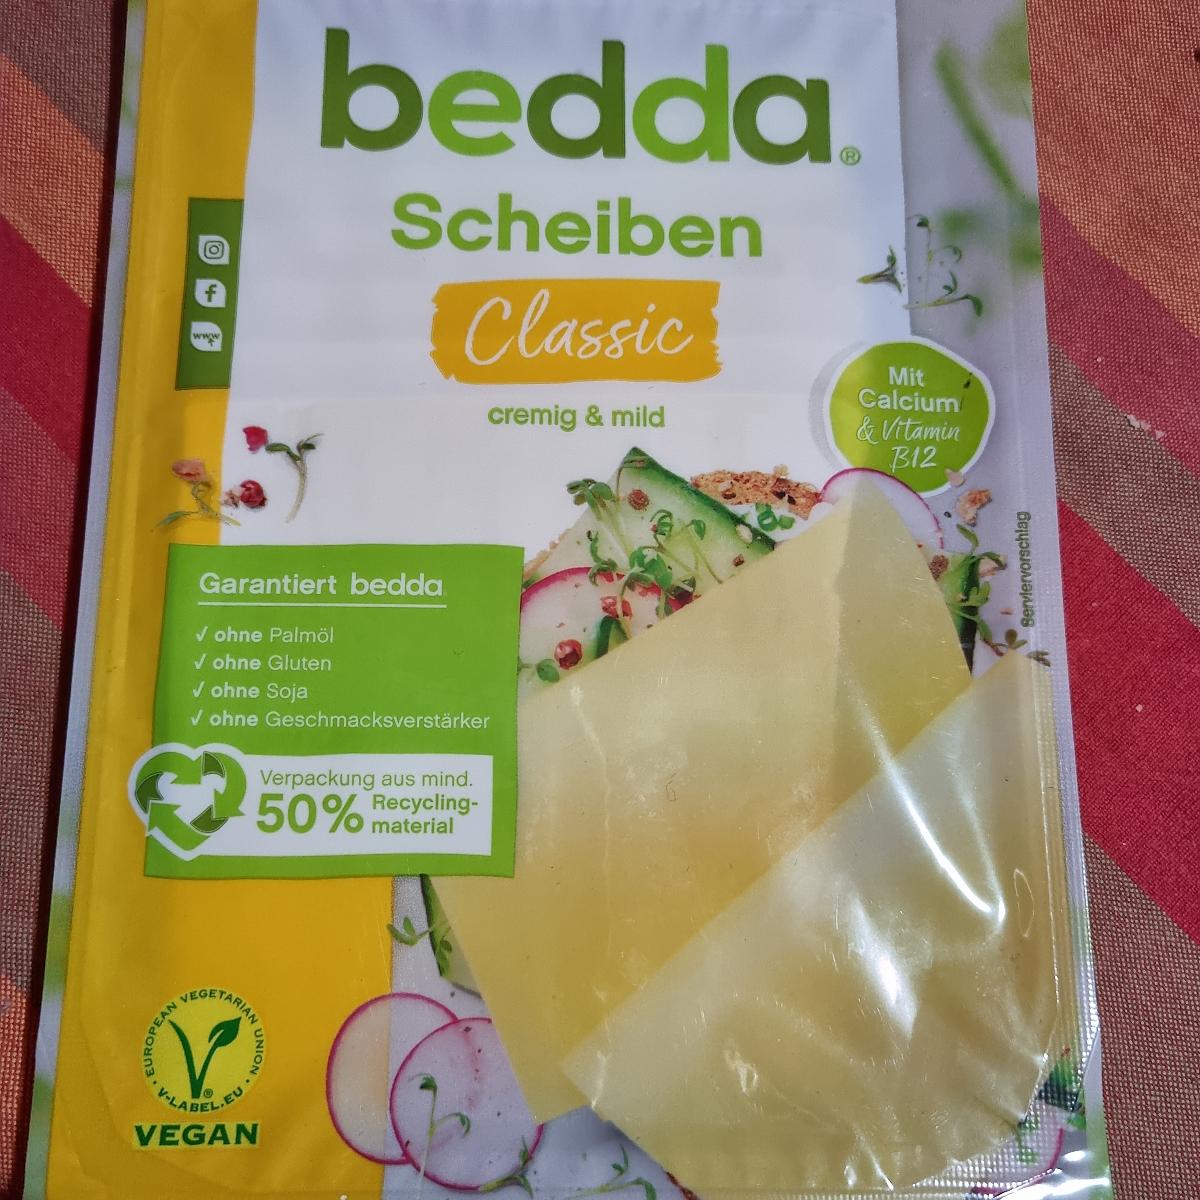 bedda®
Scheiben
Classic
cremig & mild
www
Mit
Calcium
& Vitamin
B12
Serviervorschlag
Garantiert bedda
✓ ohne Palmöl
✓ ohne Gluten
✓ ohne Soja
✓ ohne Geschmacksverstärker
Verpackung aus mind.
50% Recycling-
material
EUROPEAN VEGETARIAN UNION
V-LABEL.EU
®
VEGAN